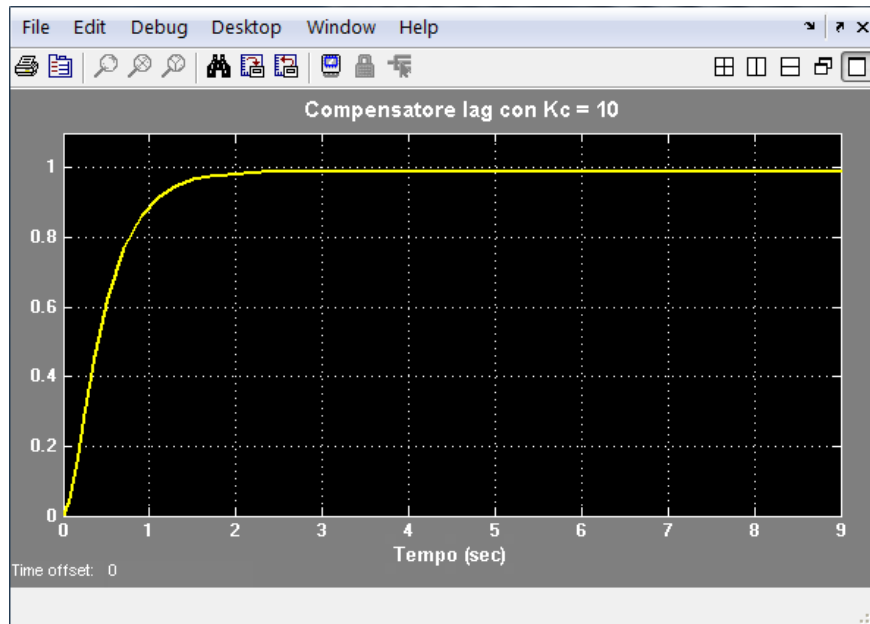 File Edit Debug Desktop Window Help
Compensatore lag con Kc = 10
1
0.8
0.6
0.4
0.2
0
0 1 2 3 4 5 6 7 8 9
Tempo (sec)
Time offset: 0